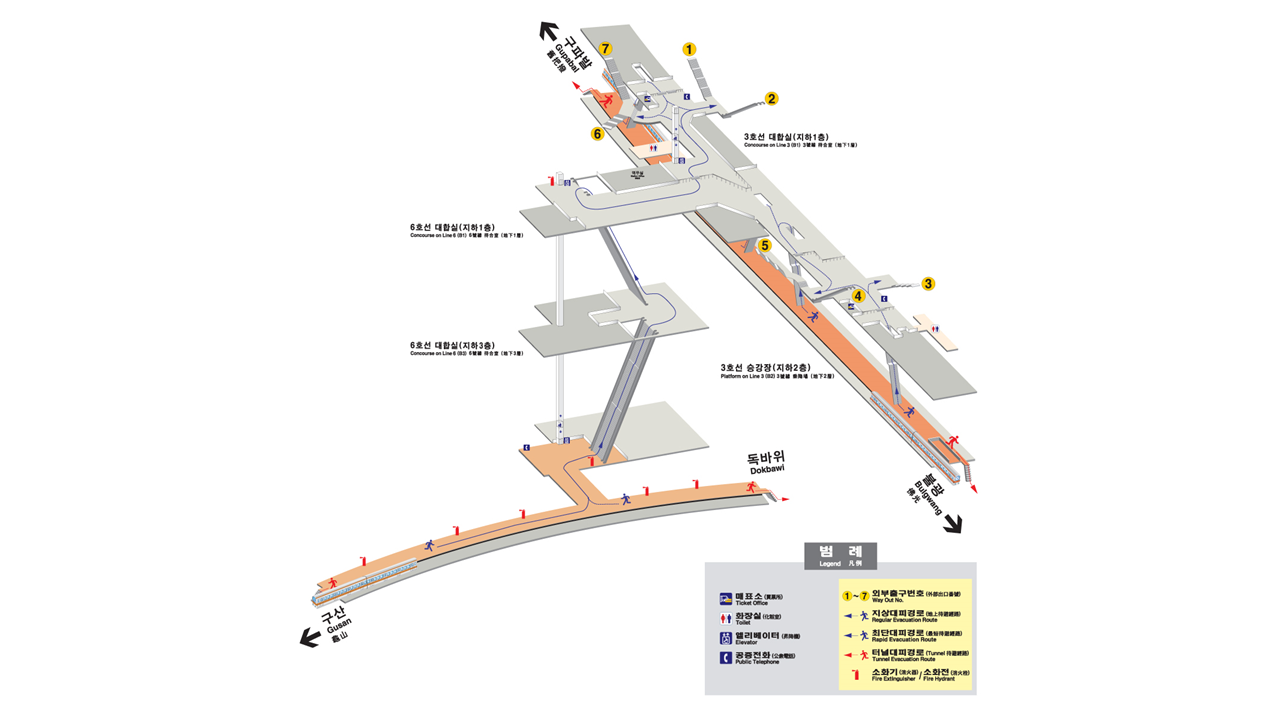 구파발
Gupabal
舊把撥
7
1
2
6
3호선 대합실(지하1층)
Concourse on Line 3 (B1) 3號線 待合室 (地下1層)
6호선 대합실(지하1층)
Concourse on Line 6 (B1) 6號線 待合室 (地下1層)
5
3
4
6호선 대합실(지하3층)
Concourse on Line 6 (B3) 6號線 待合室 (地下3層)
3호선 승강장(지하2층)
Platform on Line 3 (B2) 3號線 乘降場 (地下2層)
독바위
Dokbawi
불광
Bulgwang
佛光
구산
Gusan
龜山
범 례
Legend 凡例
매표소 (買票所)
Ticket Office
화장실 (化粧室)
Toilet
엘리베이터 (昇降機)
Elevator
공중전화 (公衆電話)
Public Telephone
1 ~ 7 외부출구번호 (外部出口番號)
Way Out No.
지상대피경로 (地上待避經路)
Regular Evacuation Route
최단대피경로 (最短待避經路)
Rapid Evacuation Route
터널대피경로 (Tunnel 待避經路)
Tunnel Evacuation Route
소화기 (消火器) / 소화전 (消火栓)
Fire Extinguisher / Fire Hydrant